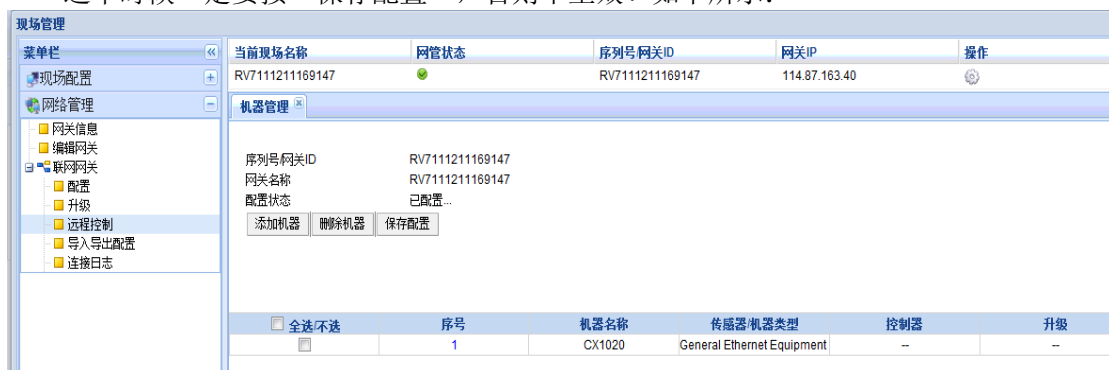 现场管理
菜单栏
当前现场名称 网管状态 序列号/网关ID 网关IP 操作
现场配置
RV7111211169147 RV7111211169147 114.87.163.40
网络管理
机器管理
网关信息
编辑网关
联网网关
配置
升级
远程控制
导入导出配置
连接日志
序列号/网关ID RV7111211169147
网关名称 RV7111211169147
配置状态 已配置...
添加机器 删除机器 保存配置
全选/不选 序号 机器名称 传感器/机器类型 控制器 升级
1 CX1020 General Ethernet Equipment -- --